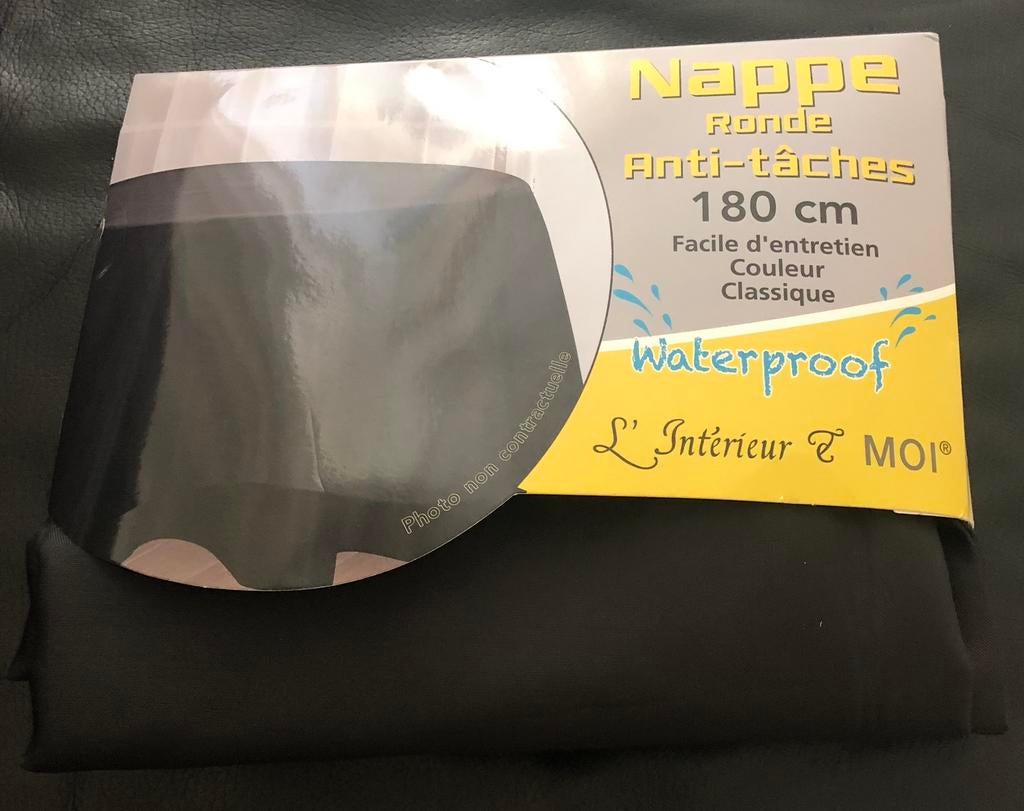 Nappe
Ronde
Anti-tâches
180 cm
Facile d'entretien
Couleur
Classique
Waterproof
L' Intérieur & MOI®
Photo non contractuelle